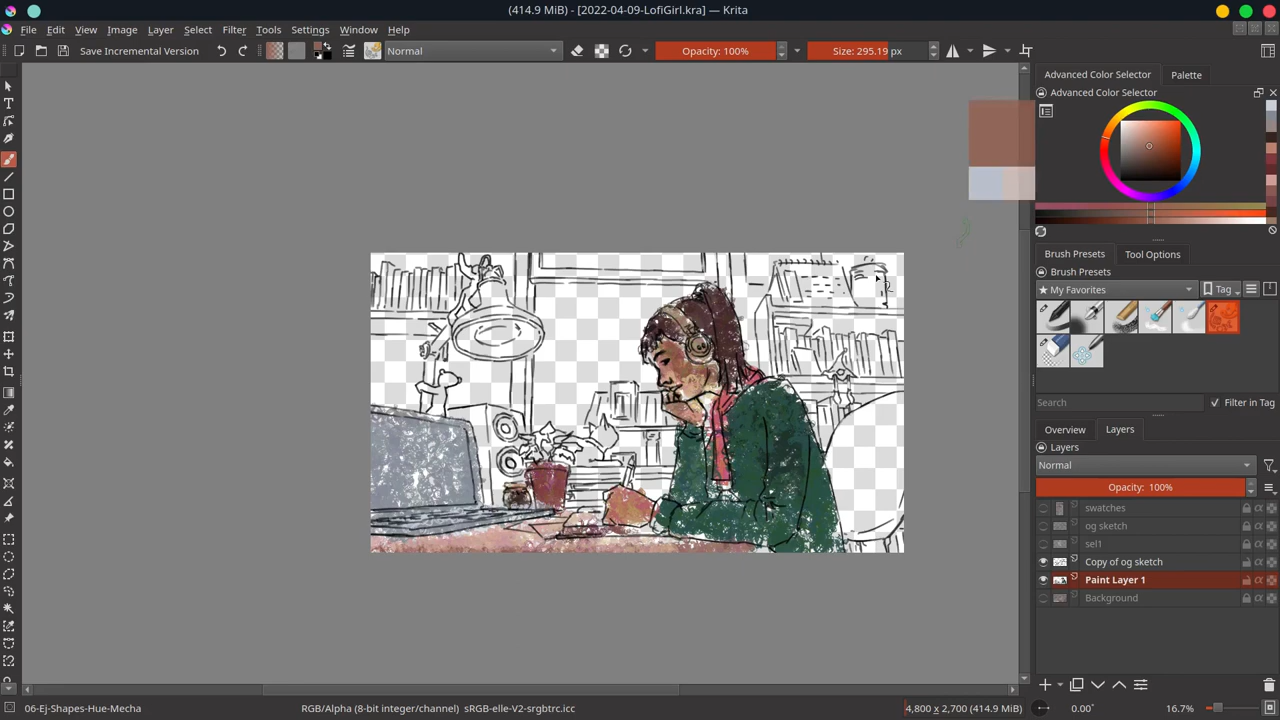 (414.9 MiB) - [2022-04-09-LofiGirl.kra] — Krita
File Edit View Image Layer Select Filter Tools Settings Window Help
Save Incremental Version Normal Opacity: 100% Size: 295.19 px
Advanced Color Selector Palette
Advanced Color Selector
Brush Presets Tool Options
Brush Presets
My Favorites Tag
Search Filter in Tag
Overview Layers
Layers
Normal
Opacity: 100%
swatches
og sketch
sel1
Copy of og sketch
Paint Layer 1
Background
06-Ej-Shapes-Hue-Mecha RGB/Alpha (8-bit integer/channel) sRGB-elle-V2-srgbtrc.icc 4,800 x 2,700 (414.9 MiB) 0.00° 16.7%